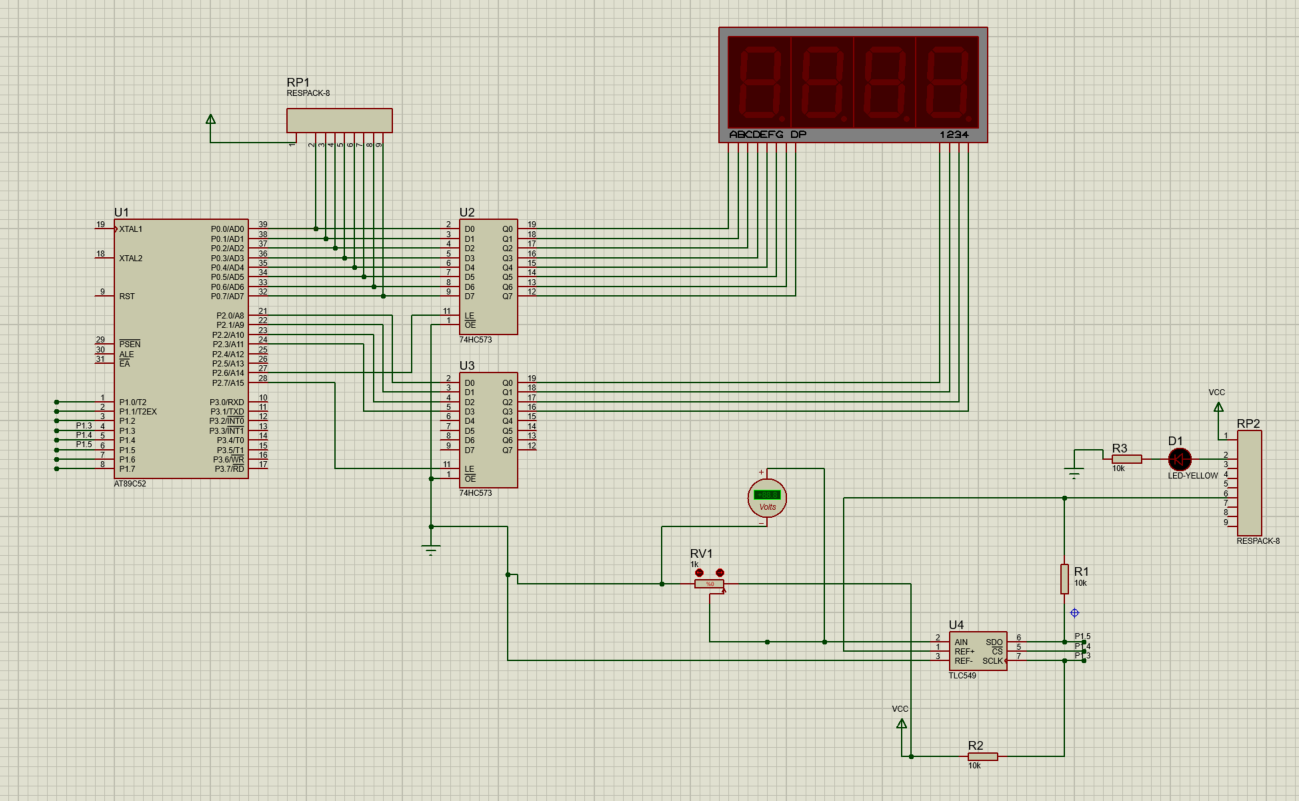 RP1
RESPACK-8
1
2
3
4
5
6
7
8
9
ABCDEFG DP
1234
U1
19
XTAL1
18
XTAL2
9
RST
29
PSEN
30
ALE
31
EA
1
P1.0/T2
2
P1.1/T2EX
3
P1.2
P1.3
4
P1.3
P1.4
5
P1.4
P1.5
6
P1.5
7
P1.6
8
P1.7
P0.0/AD0
39
P0.1/AD1
38
P0.2/AD2
37
P0.3/AD3
36
P0.4/AD4
35
P0.5/AD5
34
P0.6/AD6
33
P0.7/AD7
32
P2.0/A8
21
P2.1/A9
22
P2.2/A10
23
P2.3/A11
24
P2.4/A12
25
P2.5/A13
26
P2.6/A14
27
P2.7/A15
28
P3.0/RXD
10
P3.1/TXD
11
P3.2/INT0
12
P3.3/INT1
13
P3.4/T0
14
P3.5/T1
15
P3.6/WR
16
P3.7/RD
17
AT89C52
U2
2
D0
Q0
19
3
D1
Q1
18
4
D2
Q2
17
5
D3
Q3
16
6
D4
Q4
15
7
D5
Q5
14
8
D6
Q6
13
9
D7
Q7
12
11
LE
1
OE
74HC573
U3
2
D0
Q0
19
3
D1
Q1
18
4
D2
Q2
17
5
D3
Q3
16
6
D4
Q4
15
7
D5
Q5
14
8
D6
Q6
13
9
D7
Q7
12
11
LE
1
OE
74HC573
+
Volts
RV1
1k
VCC
RP2
1
2
3
4
5
6
7
8
9
RESPACK-8
R3
10k
D1
LED-YELLOW
R1
10k
U4
2
AIN
SDO
6
P1.5
1
REF+
CS
5
3
REF-
SCLK
7
TLC549
VCC
R2
10k